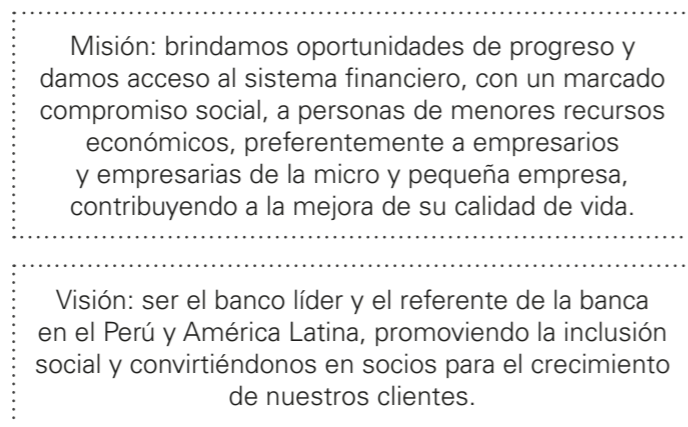 Misión: brindamos oportunidades de progreso y
damos acceso al sistema financiero, con un marcado
compromiso social, a personas de menores recursos
económicos, preferentemente a empresarios
y empresarias de la micro y pequeña empresa,
contribuyendo a la mejora de su calidad de vida.
Visión: ser el banco líder y el referente de la banca
en el Perú y América Latina, promoviendo la inclusión
social y convirtiéndonos en socios para el crecimiento
de nuestros clientes.